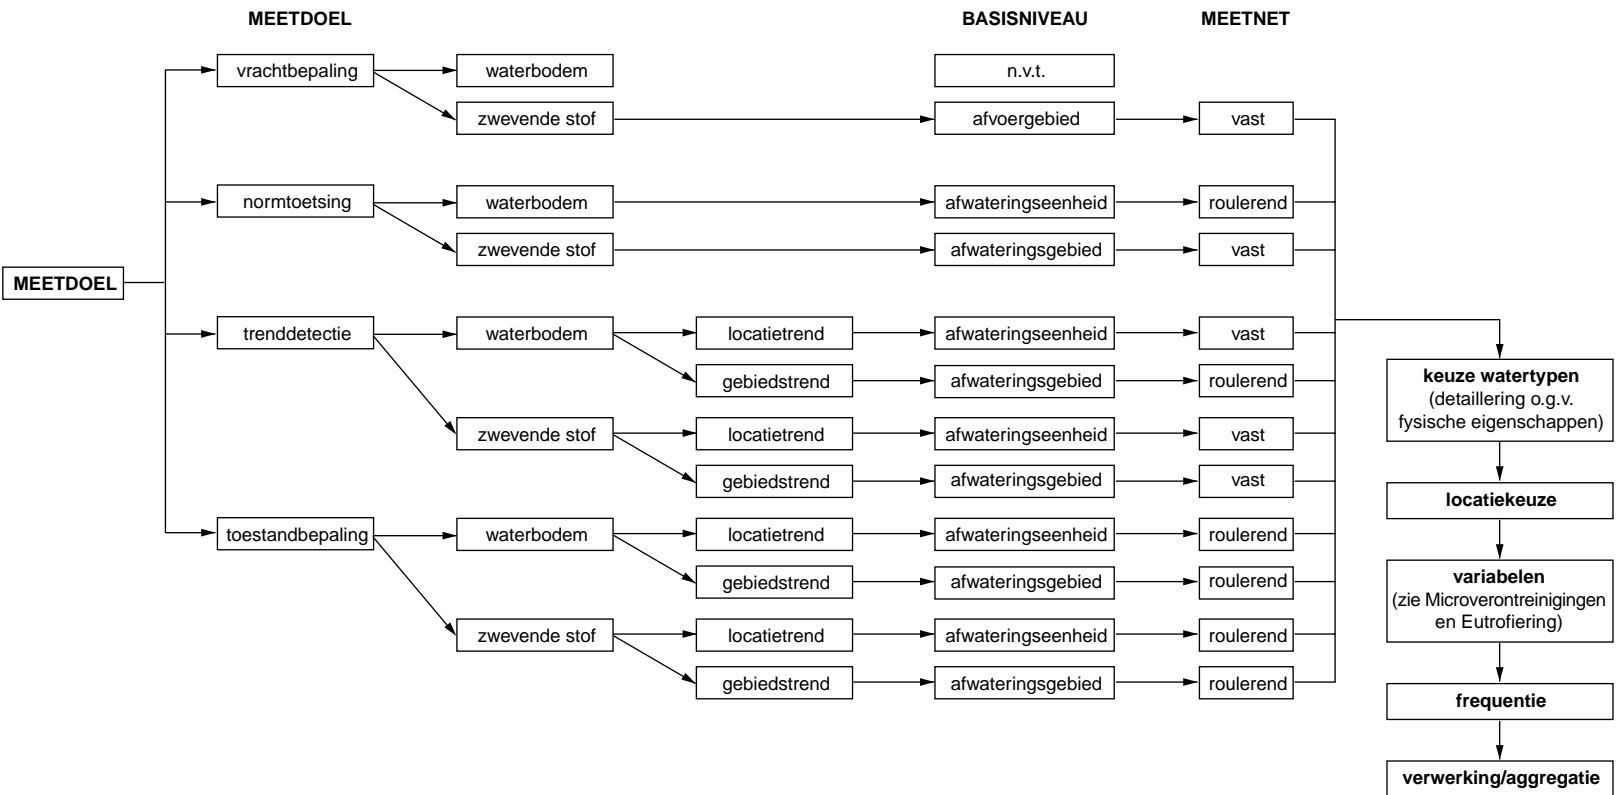 MEETDOEL BASISNIVEAU MEETNET
vrachtbepaling waterbodem n.v.t.
zwevende stof afvoergebied vast
normtoetsing waterbodem afwateringseenheid roulerend
zwevende stof afwateringsgebied vast
MEETDOEL
trenddetectie waterbodem locatietrend afwateringseenheid vast
gebiedstrend afwateringsgebied roulerend
zwevende stof locatietrend afwateringseenheid vast
gebiedstrend afwateringsgebied vast
toestandbepaling waterbodem locatietrend afwateringseenheid roulerend
gebiedstrend afwateringsgebied roulerend
zwevende stof locatietrend afwateringseenheid roulerend
gebiedstrend afwateringsgebied roulerend
keuze watertypen
(detaillering o.g.v.
fysische eigenschappen)
locatiekeuze
variabelen
(zie Microverontreinigingen
en Eutrofiering)
frequentie
verwerking/aggregatie